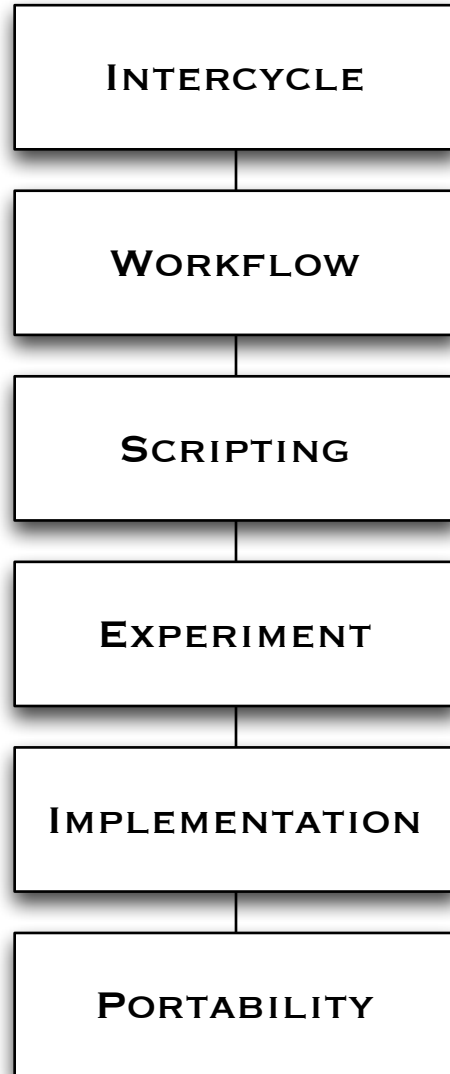 Intercycle
Workflow
Scripting
Experiment
Implementation
Portability